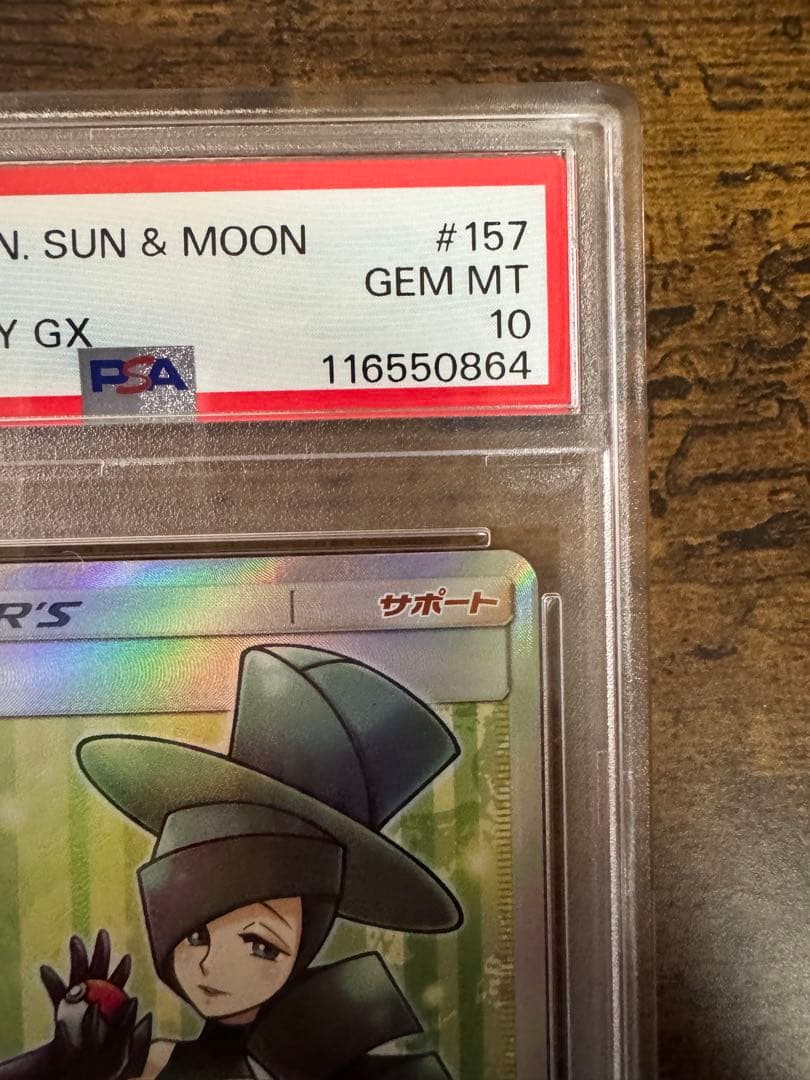 N. SUN & MOON #157
GEM MT
Y GX 10
PSA 116550864
R'S サポート